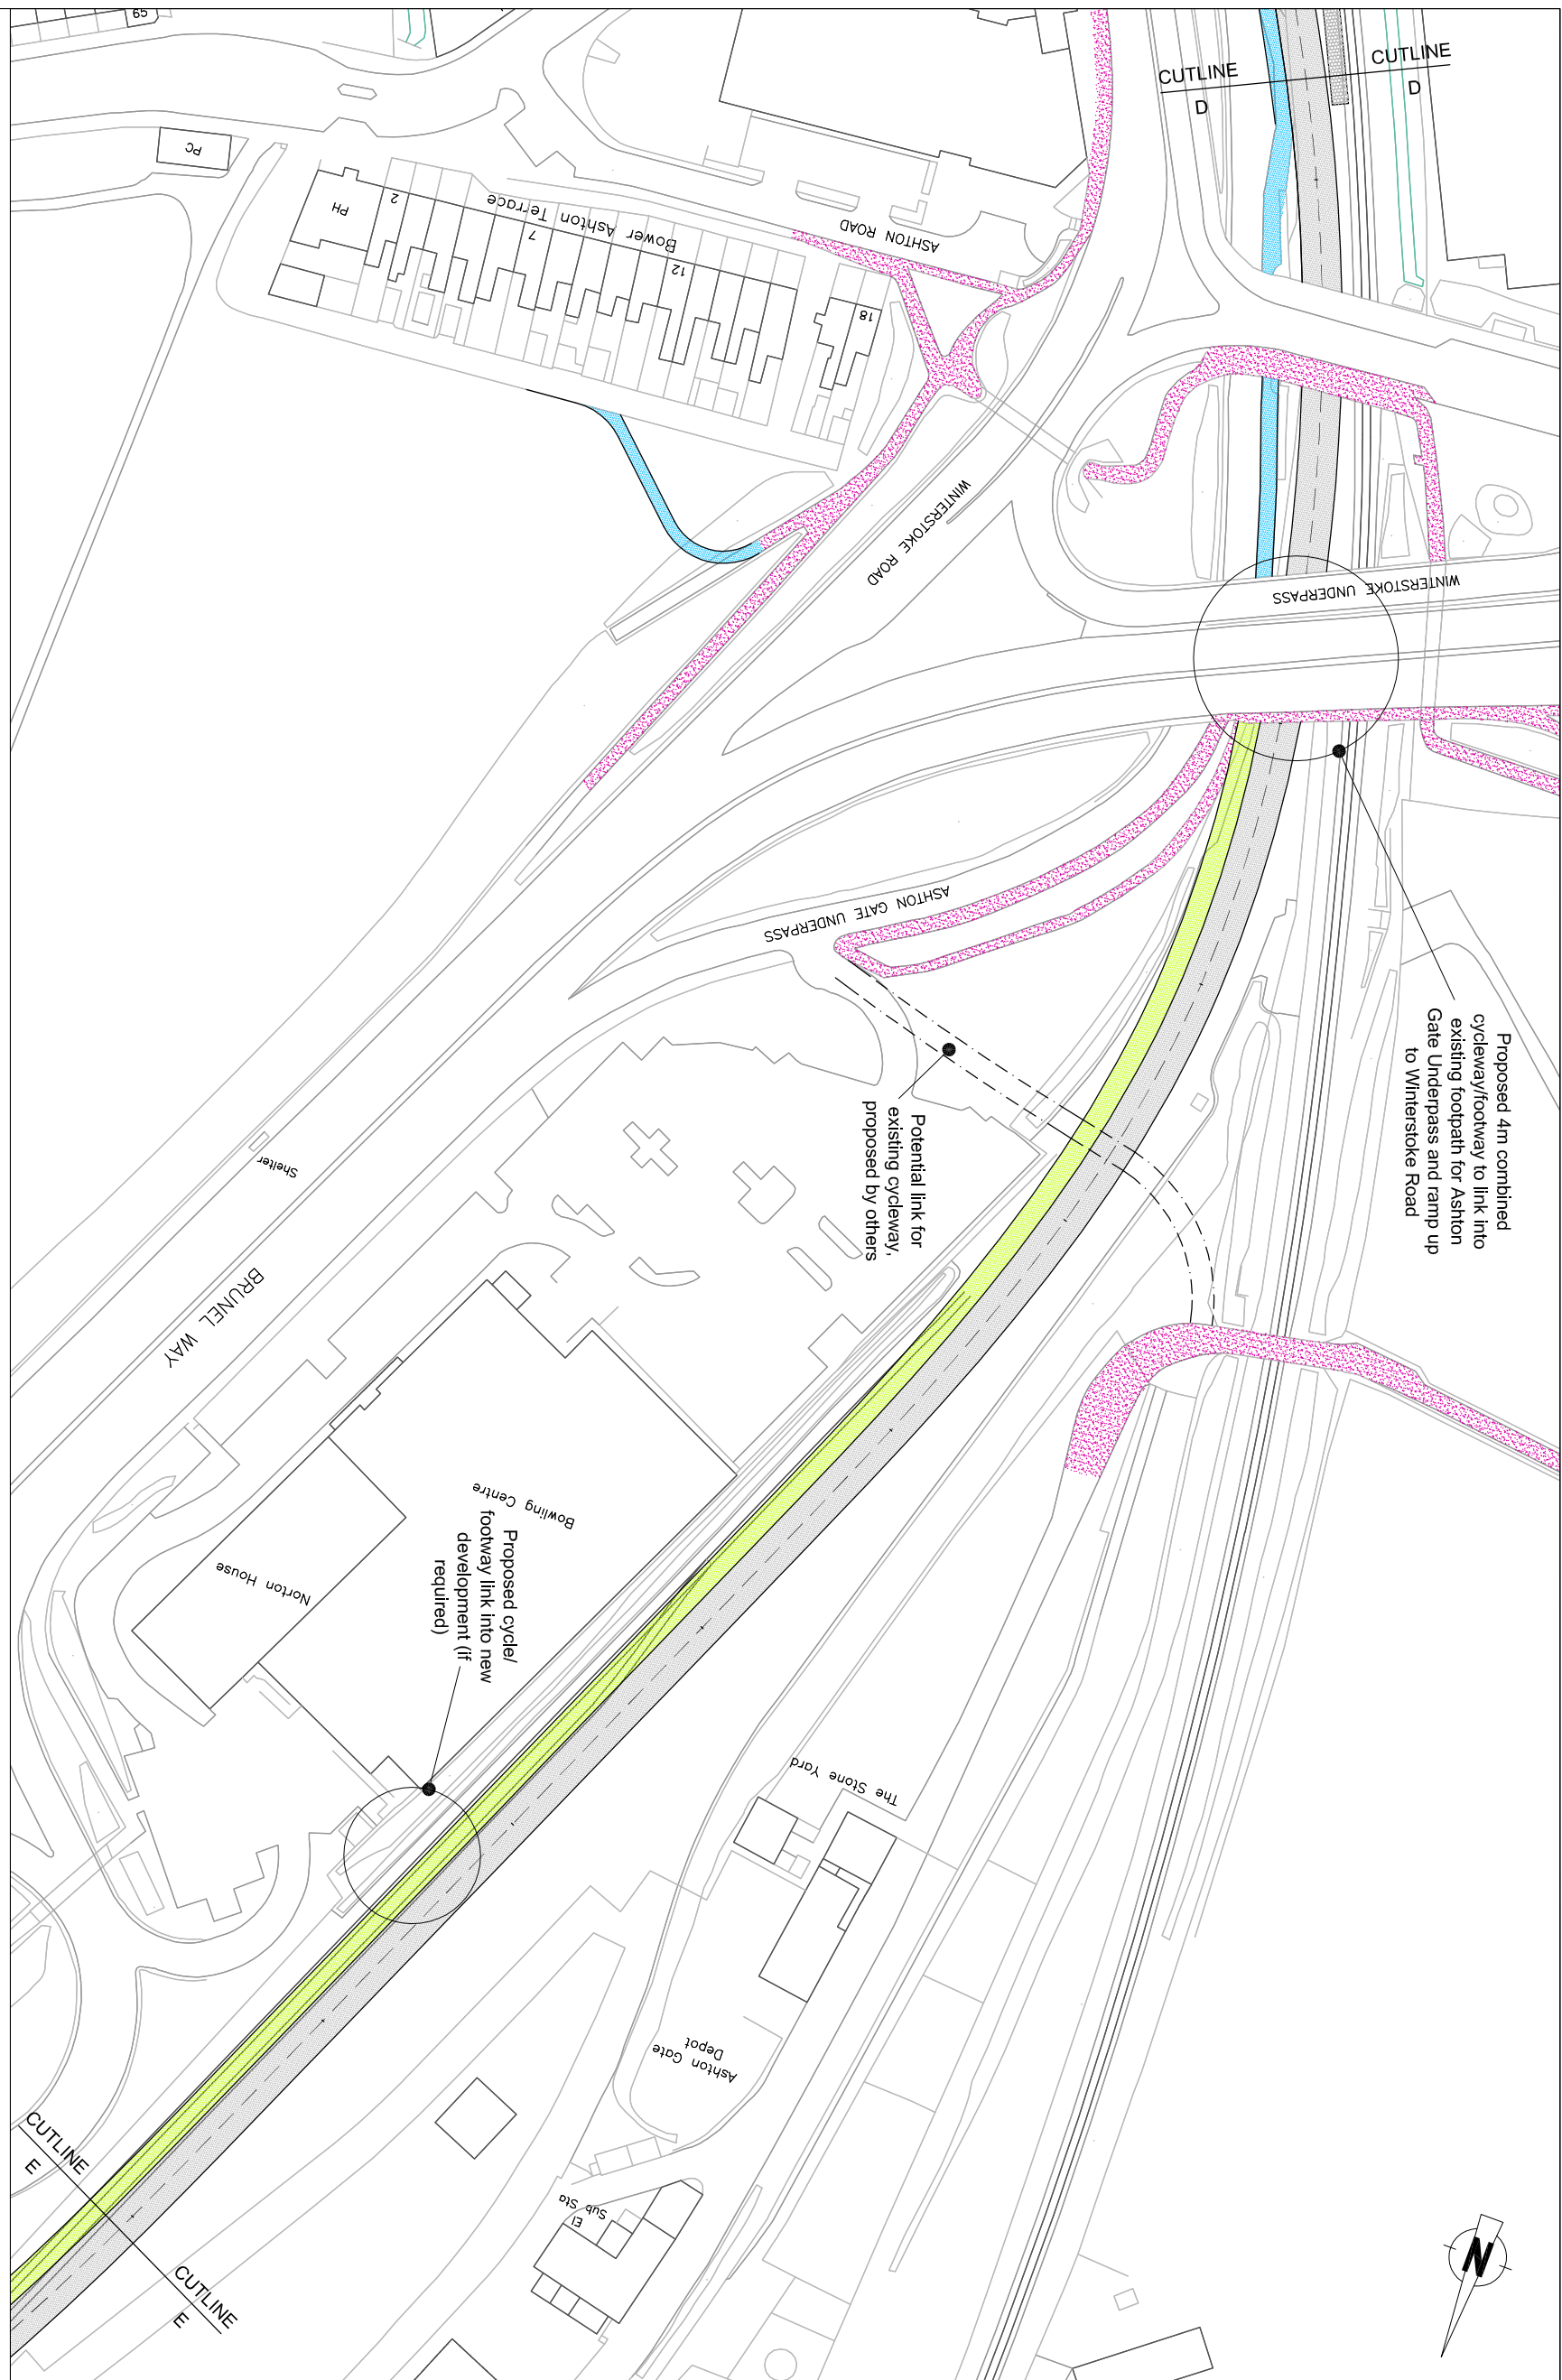 65
PC
PH
2
Bower Ashton Terrace
7
12
18
ASHTON ROAD
CUTLINE
D
CUTLINE
D
WINTERSTOKE ROAD
WINTERSTOKE UNDERPASS
ASHTON GATE UNDERPASS
Proposed 4m combined
cycleway/footway to link into
existing footpath for Ashton
Gate Underpass and ramp up
to Winterstoke Road
Potential link for
existing cycleway,
proposed by others
Shelter
BRUNEL WAY
Bowling Centre
Norton House
Proposed cycle/
footway link into new
development (if
required)
The Stone Yard
Ashton Gate
Depot
El
Sub Sta
CUTLINE
E
CUTLINE
E
N